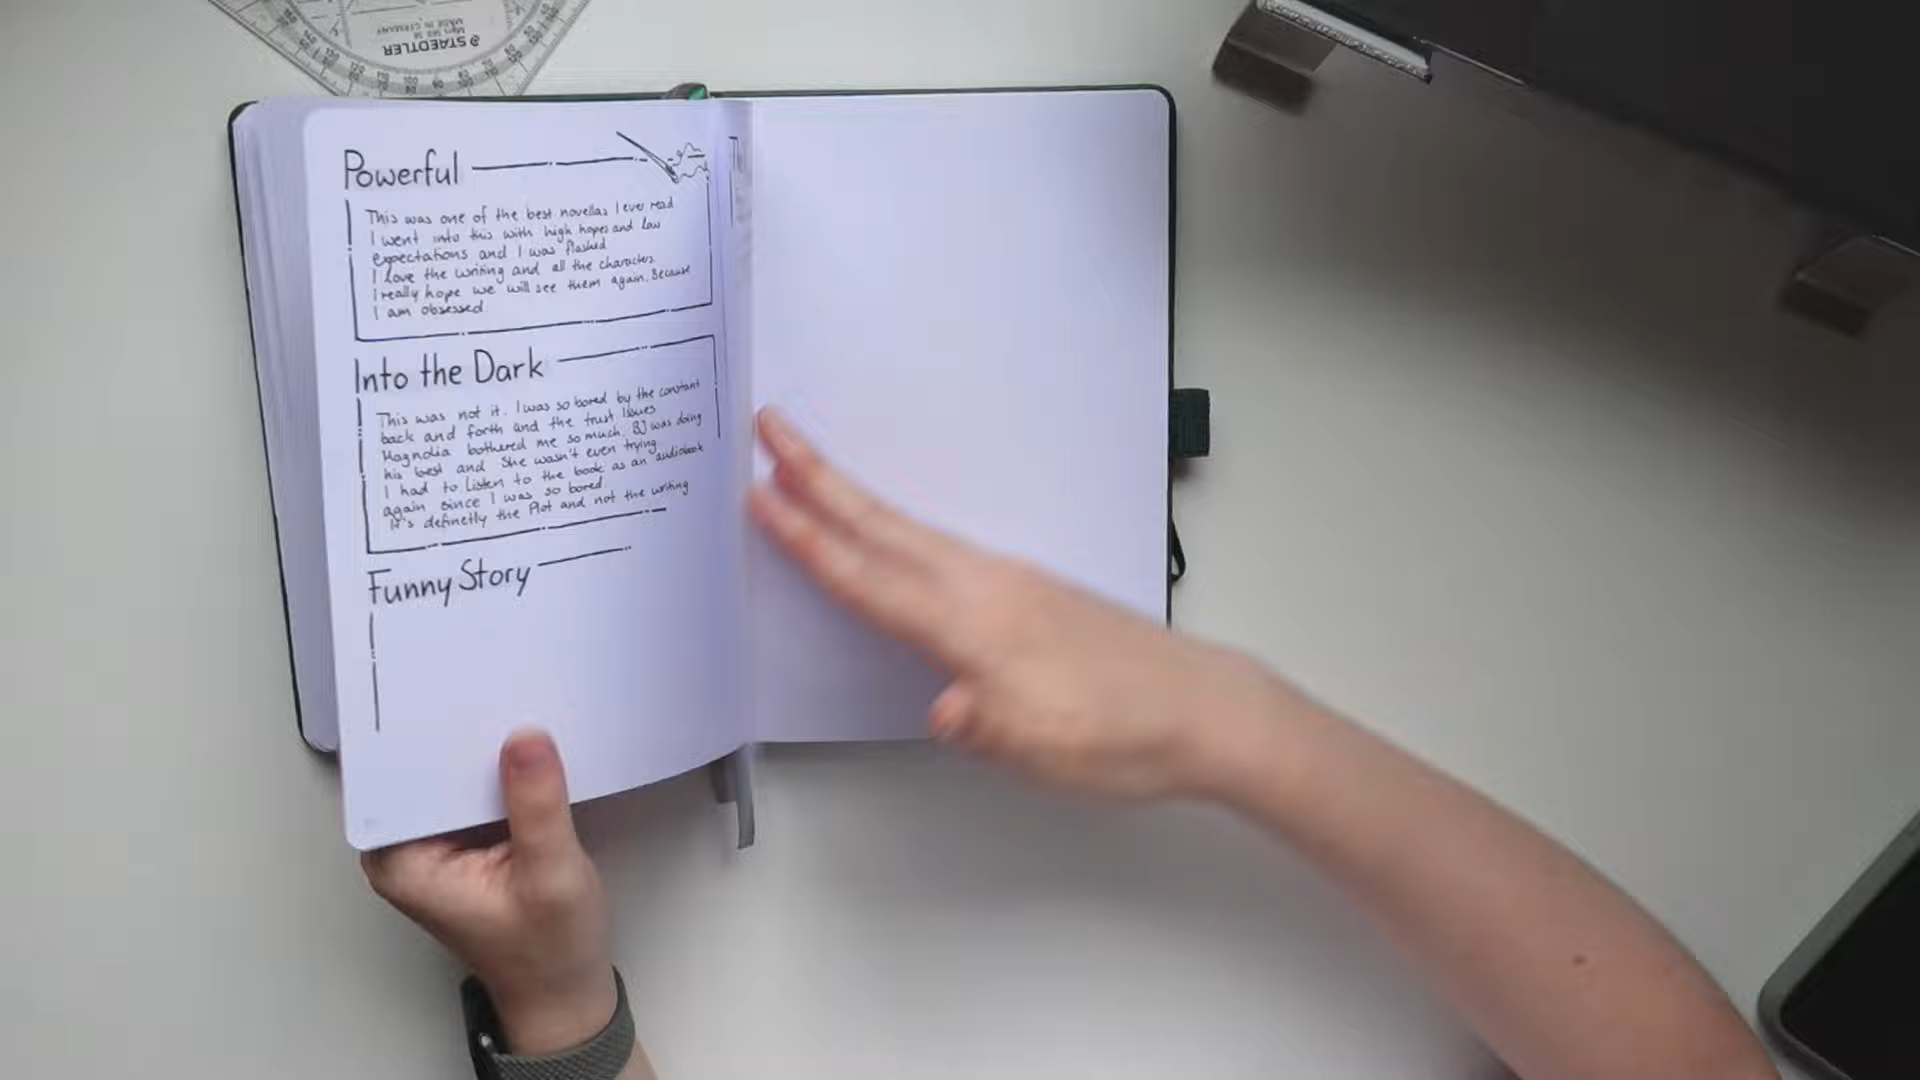 STAEDTLER
MADE IN GERMANY
Powerful
This was one of the best novellas I ever read
I went into this with high hopes and low
expectations and I was flashed
I love the writing and all the characters.
I really hope we will see them again. Because
I am obsessed
Into the Dark
This was not it. I was so bored by the constant
back and forth and the trust Issues
Magnolia bothered me so much. BJ was doing
his best and She wasn't even trying.
I had to Listen to the book as an audiobook
again since I was so bored
It's definetly the Plot and not the writing
Funny Story